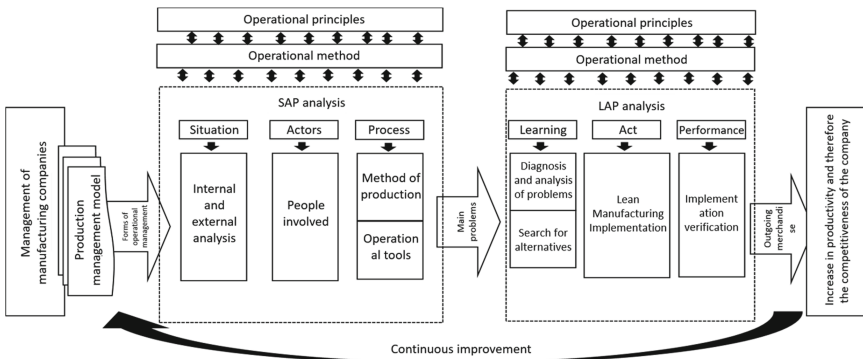 Operational principles
Operational method
SAP analysis
Situation
Actors
Process
Internal
and
external
analysis
People
involved
Method of
production
Operation
al tools
Operational principles
Operational method
LAP analysis
Learning
Act
Performance
Diagnosis
and analysis
of problems
Search for
alternatives
Lean
Manufacturing
Implementation
Implement
ation
verification
Management of
manufacturing companies
Production
management model
Forms of
operational
management
Main
problems
Outgoing
merchandi
se
Increase in productivity and therefore
the competitiveness of the company
Continuous improvement